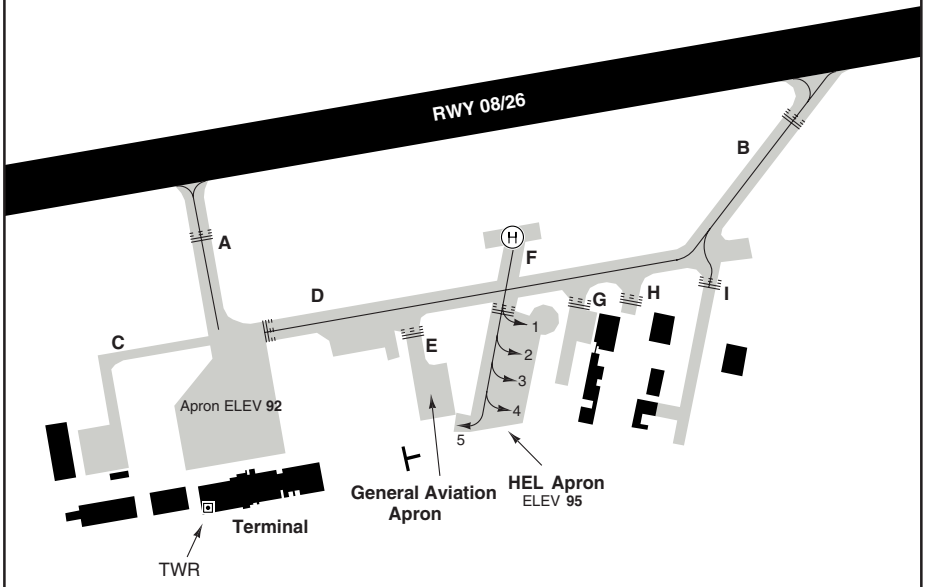 RWY 08/26
B
A
H
F
D
I
H
G
1
C
E
2
3
Apron ELEV 92
4
5
HEL Apron
ELEV 95
General Aviation
Apron
Terminal
TWR